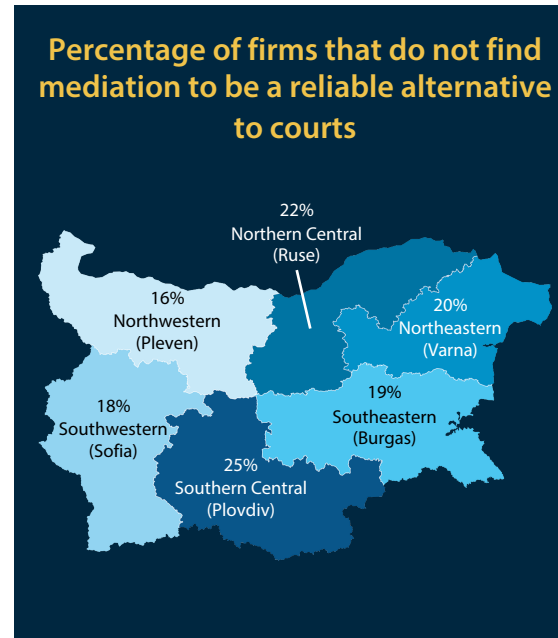 Percentage of firms that do not find
mediation to be a reliable alternative
to courts
22%
Northern Central
(Ruse)
16%
Northwestern
(Pleven)
20%
Northeastern
(Varna)
18%
Southwestern
(Sofia)
19%
Southeastern
(Burgas)
25%
Southern Central
(Plovdiv)